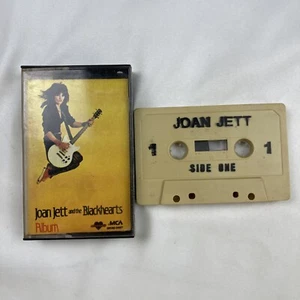 Joan Jett and the Blackhearts
Album
MCA
JOAN JETT
1 1
SIDE ONE